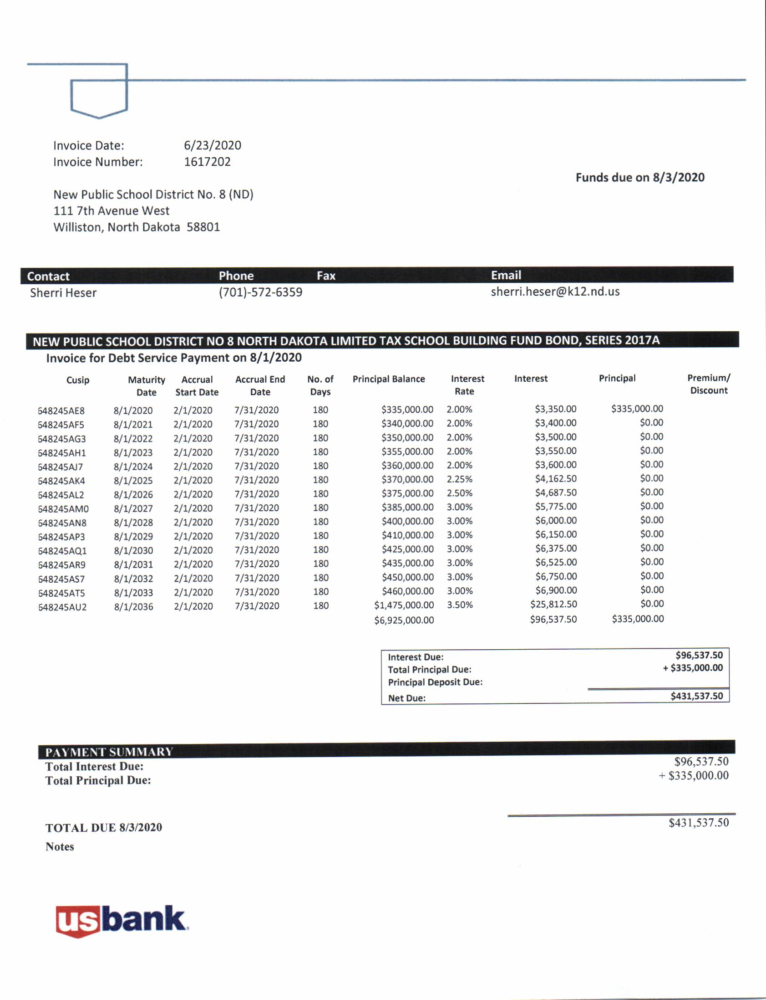 Invoice Date: 6/23/2020
Invoice Number: 1617202
Funds due on 8/3/2020
New Public School District No. 8 (ND)
111 7th Avenue West
Williston, North Dakota 58801
Contact Phone Fax Email
Sherri Heser (701)-572-6359 sherri.heser@k12.nd.us
NEW PUBLIC SCHOOL DISTRICT NO 8 NORTH DAKOTA LIMITED TAX SCHOOL BUILDING FUND BOND, SERIES 2017A
Invoice for Debt Service Payment on 8/1/2020
Cusip Maturity Accrual Accrual End No. of Principal Balance Interest Interest Principal Premium/
Date Start Date Date Days Rate Discount
648245AE8 8/1/2020 2/1/2020 7/31/2020 180 $335,000.00 2.00% $3,350.00 $335,000.00
648245AF5 8/1/2021 2/1/2020 7/31/2020 180 $340,000.00 2.00% $3,400.00 $0.00
648245AG3 8/1/2022 2/1/2020 7/31/2020 180 $350,000.00 2.00% $3,500.00 $0.00
648245AH1 8/1/2023 2/1/2020 7/31/2020 180 $355,000.00 2.00% $3,550.00 $0.00
648245AJ7 8/1/2024 2/1/2020 7/31/2020 180 $360,000.00 2.00% $3,600.00 $0.00
648245AK4 8/1/2025 2/1/2020 7/31/2020 180 $370,000.00 2.25% $4,162.50 $0.00
648245AL2 8/1/2026 2/1/2020 7/31/2020 180 $375,000.00 2.50% $4,687.50 $0.00
648245AM0 8/1/2027 2/1/2020 7/31/2020 180 $385,000.00 3.00% $5,775.00 $0.00
648245AN8 8/1/2028 2/1/2020 7/31/2020 180 $400,000.00 3.00% $6,000.00 $0.00
648245AP3 8/1/2029 2/1/2020 7/31/2020 180 $410,000.00 3.00% $6,150.00 $0.00
648245AQ1 8/1/2030 2/1/2020 7/31/2020 180 $425,000.00 3.00% $6,375.00 $0.00
648245AR9 8/1/2031 2/1/2020 7/31/2020 180 $435,000.00 3.00% $6,525.00 $0.00
648245AS7 8/1/2032 2/1/2020 7/31/2020 180 $450,000.00 3.00% $6,750.00 $0.00
648245AT5 8/1/2033 2/1/2020 7/31/2020 180 $460,000.00 3.00% $6,900.00 $0.00
648245AU2 8/1/2036 2/1/2020 7/31/2020 180 $1,475,000.00 3.50% $25,812.50 $0.00
$6,925,000.00 $96,537.50 $335,000.00
Interest Due: $96,537.50
Total Principal Due: + $335,000.00
Principal Deposit Due:
Net Due: $431,537.50
PAYMENT SUMMARY
Total Interest Due: $96,537.50
Total Principal Due: + $335,000.00
TOTAL DUE 8/3/2020 $431,537.50
Notes
usbank.